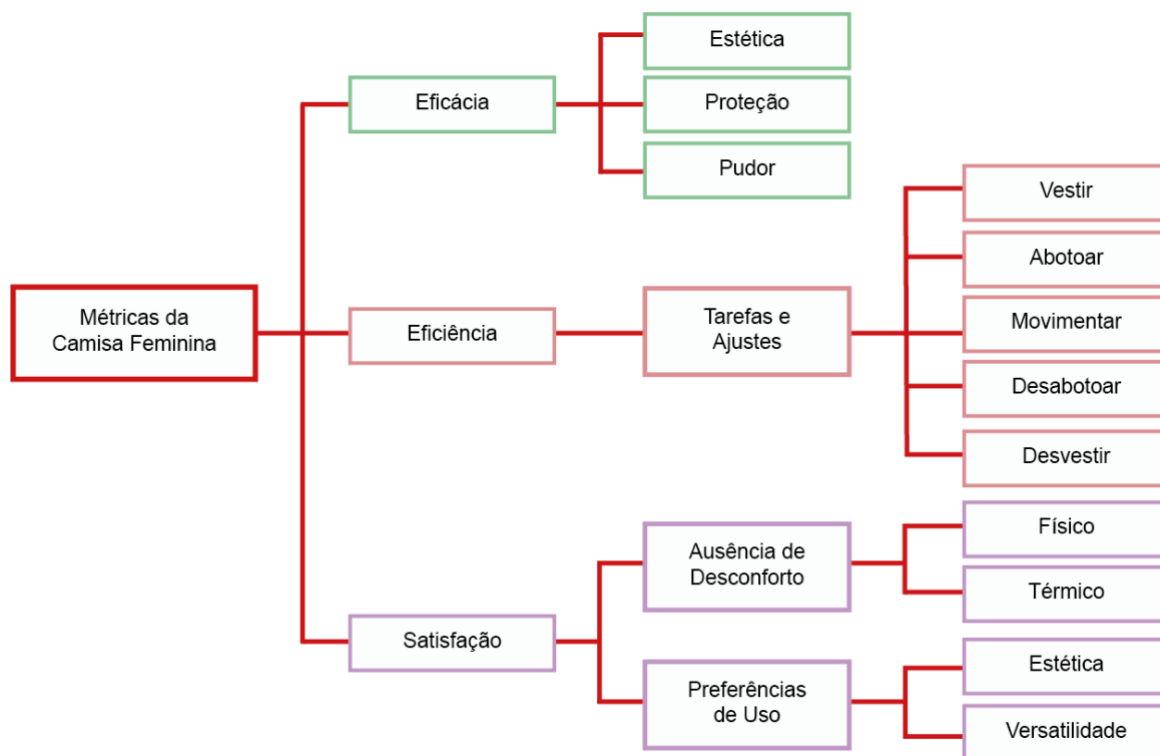 Métricas da
Camisa Feminina
Eficácia
Estética
Proteção
Pudor
Eficiência
Tarefas e
Ajustes
Vestir
Abotoar
Movimentar
Desabotoar
Desvestir
Satisfação
Ausência de
Desconforto
Físico
Térmico
Preferências
de Uso
Estética
Versatilidade